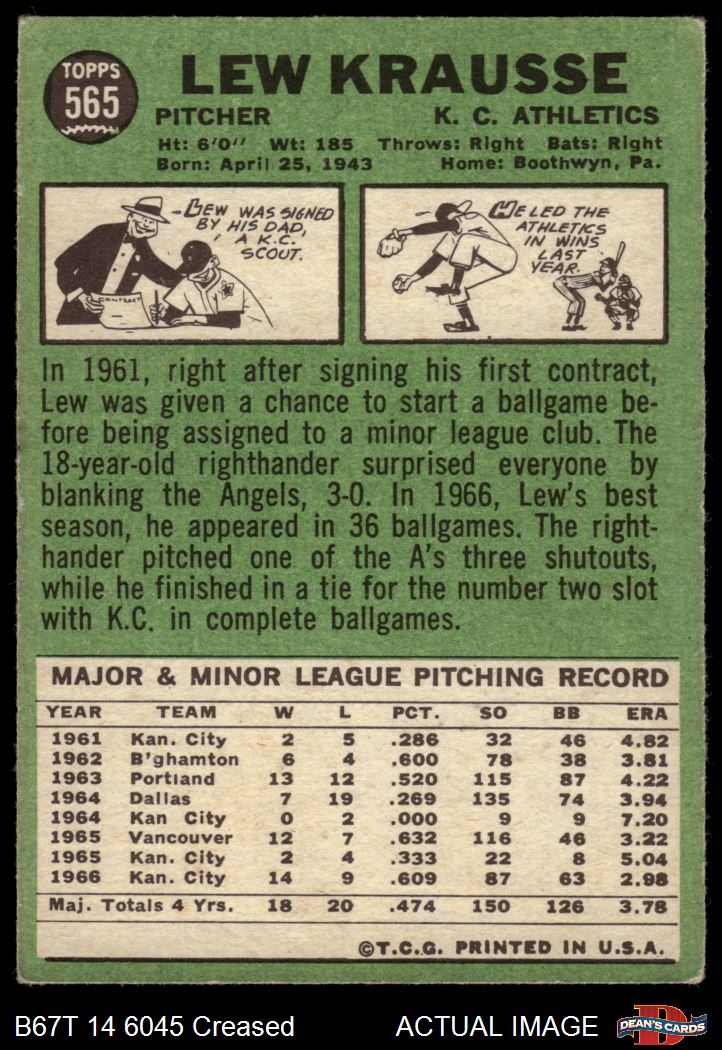 TOPPS
565
LEW KRAUSSE
PITCHER K. C. ATHLETICS
Ht: 6'0" Wt: 185 Throws: Right Bats: Right
Born: April 25, 1943 Home: Boothwyn, Pa.
LEW WAS SIGNED
BY HIS DAD,
A K.C.
SCOUT.
CONTRACT
HE LED THE
ATHLETICS
IN WINS
LAST
YEAR.
In 1961, right after signing his first contract,
Lew was given a chance to start a ballgame be-
fore being assigned to a minor league club. The
18-year-old righthander surprised everyone by
blanking the Angels, 3-0. In 1966, Lew's best
season, he appeared in 36 ballgames. The right-
hander pitched one of the A's three shutouts,
while he finished in a tie for the number two slot
with K.C. in complete ballgames.
MAJOR & MINOR LEAGUE PITCHING RECORD
YEAR TEAM W L PCT. SO BB ERA
1961 Kan. City 2 5 .286 32 46 4.82
1962 B'ghamton 6 4 .600 78 38 3.81
1963 Portland 13 12 .520 115 87 4.22
1964 Dallas 7 19 .269 135 74 3.94
1964 Kan City 0 2 .000 9 9 7.20
1965 Vancouver 12 7 .632 116 46 3.22
1965 Kan. City 2 4 .333 22 8 5.04
1966 Kan. City 14 9 .609 87 63 2.98
Maj. Totals 4 Yrs. 18 20 .474 150 126 3.78
©T.C.G. PRINTED IN U.S.A.
B67T 14 6045 Creased ACTUAL IMAGE
D
DEAN'S CARDS